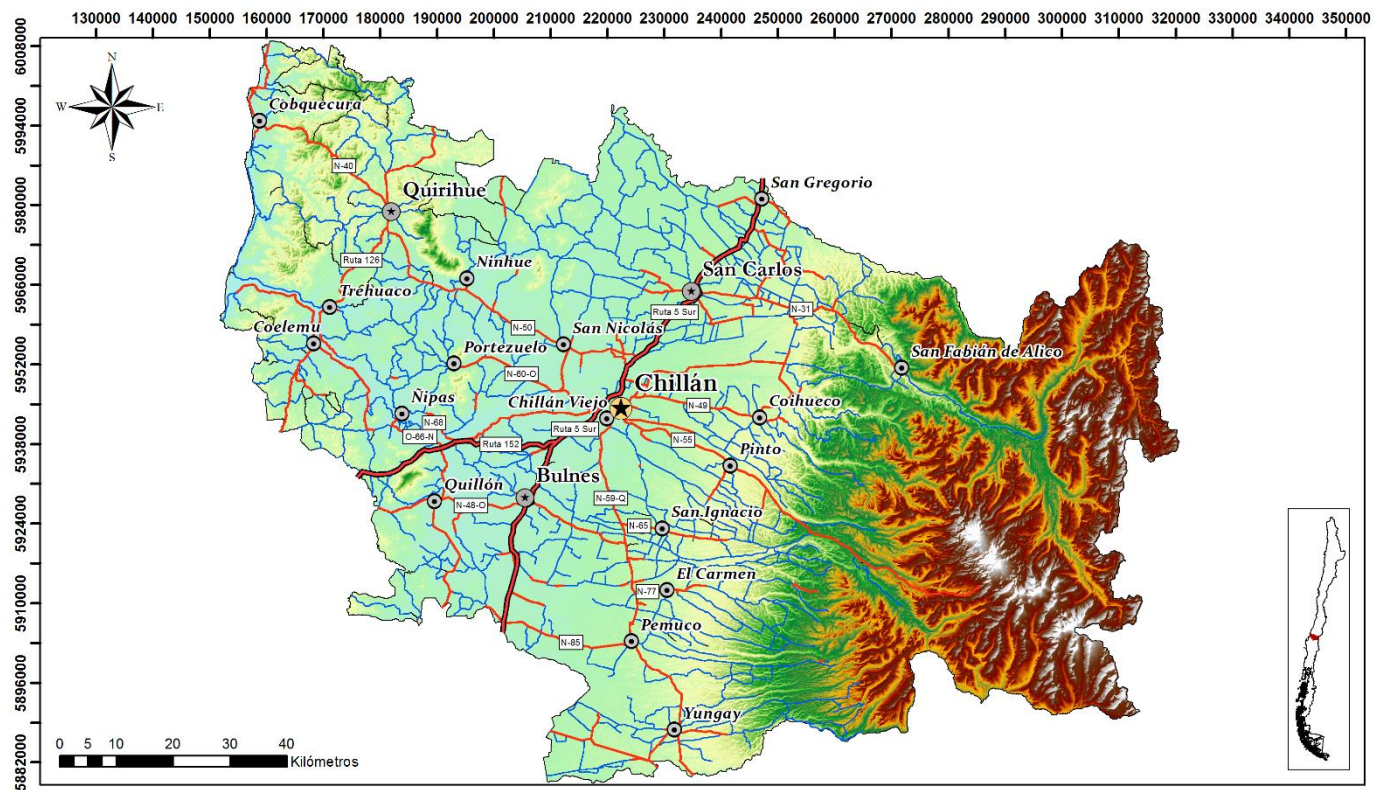 130000 140000 150000 160000 170000 180000 190000 200000 210000 220000 230000 240000 250000 260000 270000 280000 290000 300000 310000 320000 330000 340000 350000
6008000
5994000
5980000
5966000
5952000
5938000
5924000
5910000
5896000
5882000
N
W E
S
Cobquecura
N-40
Quirihue
San Gregorio
Ruta 126
Ninhue
San Carlos
Tréhuaco
Ruta 5 Sur
N-31
Coelemu
N-50
San Nicolás
Portezuelo
San Fabián de Alico
N-60-O
Chillán
Ñipas
Chillán Viejo
N-49
Coihueco
N-68
O-66-N
Ruta 152
Ruta 5 Sur
N-55
Pinto
Quillón
Bulnes
N-48-O
N-59-Q
San Ignacio
N-65
El Carmen
N-77
Pemuco
N-85
Yungay
0 5 10 20 30 40
Kilómetros